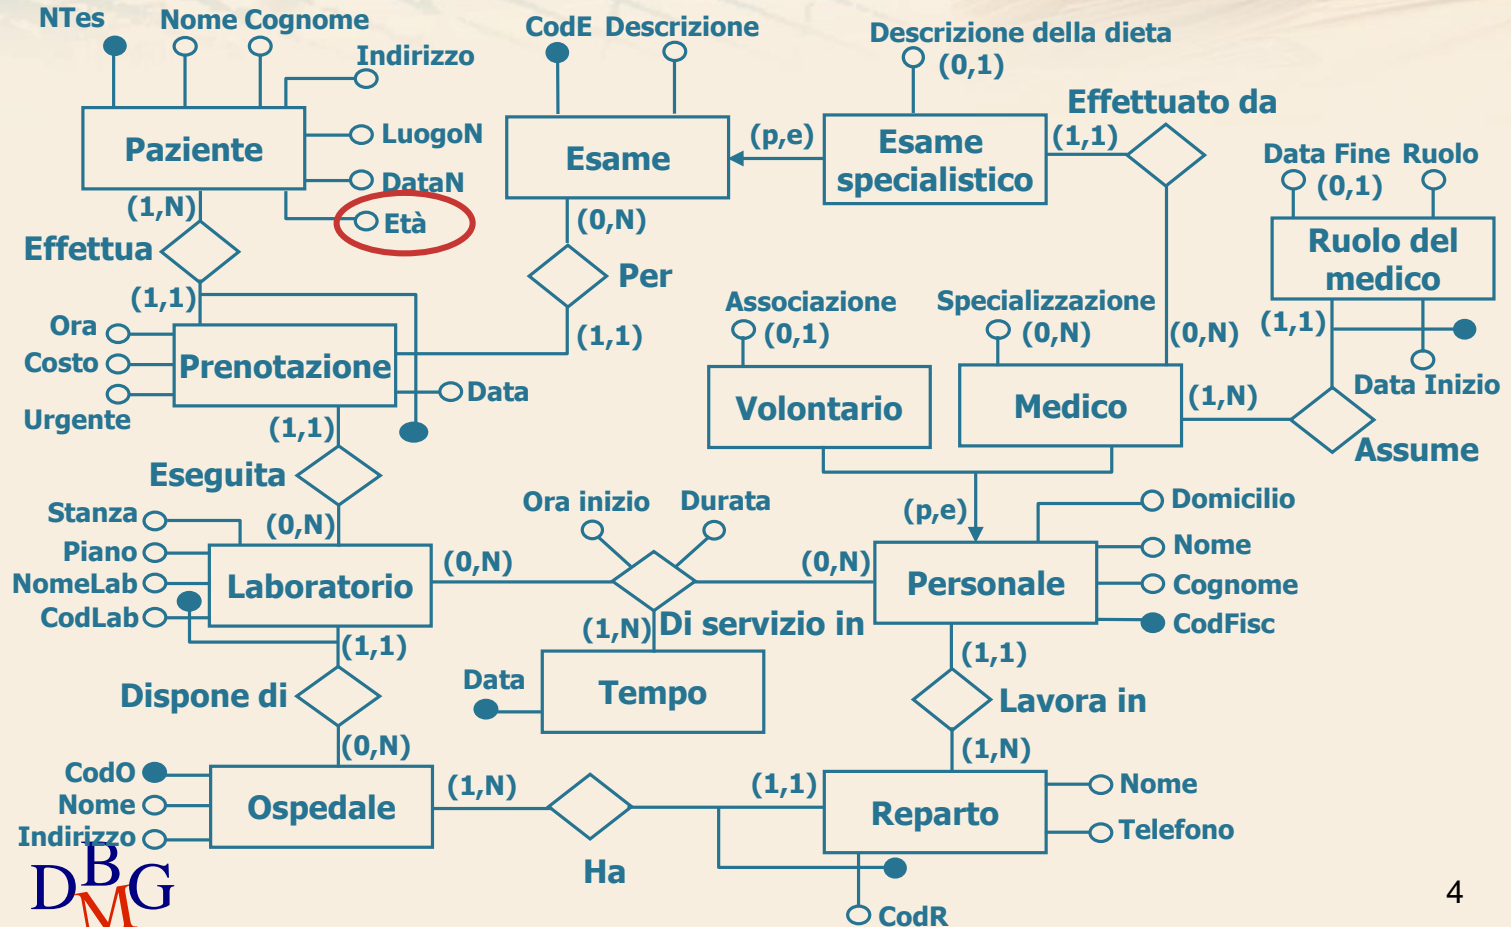 NTes Nome Cognome CodE Descrizione Descrizione della dieta
(0,1)
Indirizzo
Effettuato da
Paziente
LuogoN
DataN
Età
(1,N)
Esame
(p,e)
Esame
specialistico
(1,1)
Data Fine Ruolo
(0,1)
Ruolo del
medico
Effettua
(0,N)
Per
(1,1)
(1,1)
Associazione
(0,1)
Specializzazione
(0,N)
(0,N)
(1,1)
Ora
Costo
Urgente
Prenotazione
Data
Volontario
Medico
(1,N)
Data Inizio
Assume
(1,1)
Eseguita
(0,N)
Stanza
Piano
NomeLab
CodLab
Laboratorio
(0,N)
Ora inizio Durata
(0,N)
Di servizio in
(p,e)
Personale
Domicilio
Nome
Cognome
CodFisc
(1,1)
Dispone di
(0,N)
(1,N)
Data
Tempo
(1,1)
Lavora in
(1,N)
CodO
Nome
Indirizzo
Ospedale
(1,N)
Ha
(1,1)
Reparto
Nome
Telefono
CodR
DBMG
4